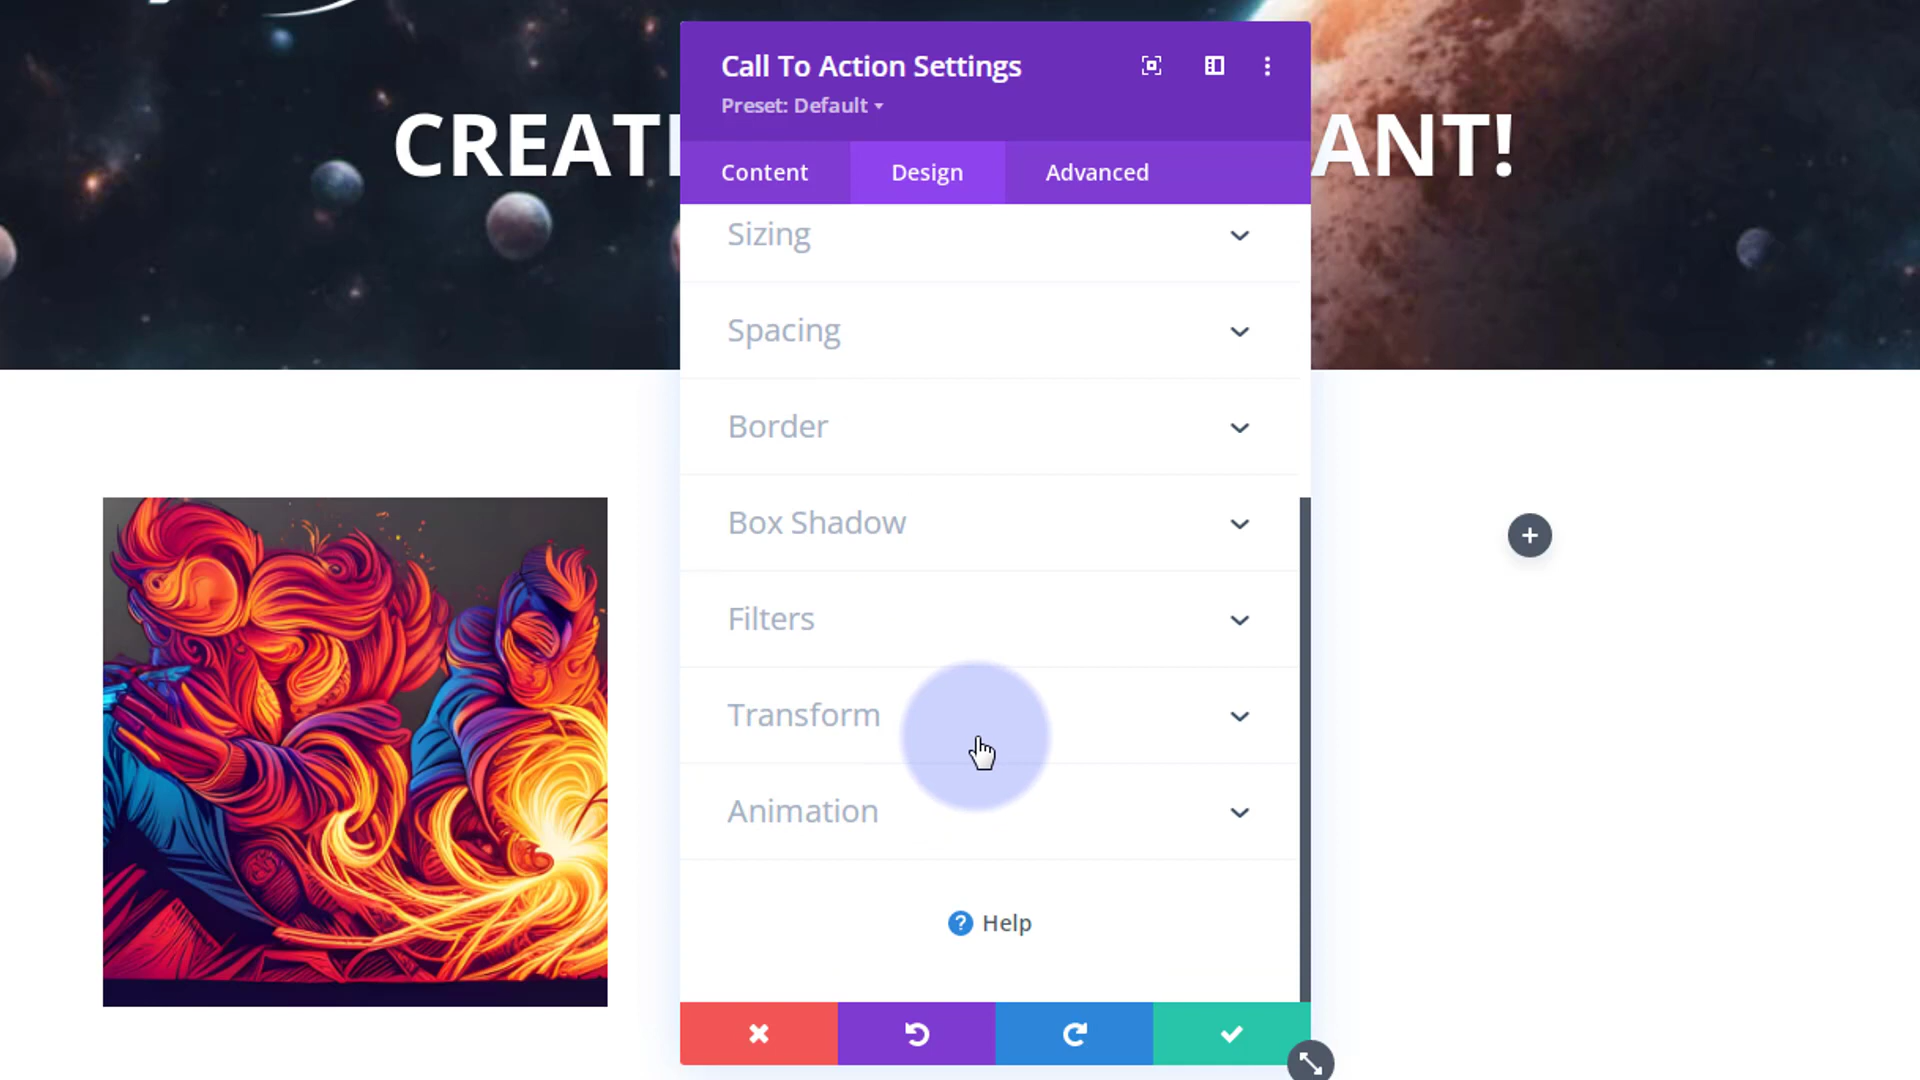 Call To Action Settings
Preset: Default
CREAT
ANT!
Content
Design
Advanced
Sizing
Spacing
Border
Box Shadow
Filters
Transform
Animation
? Help